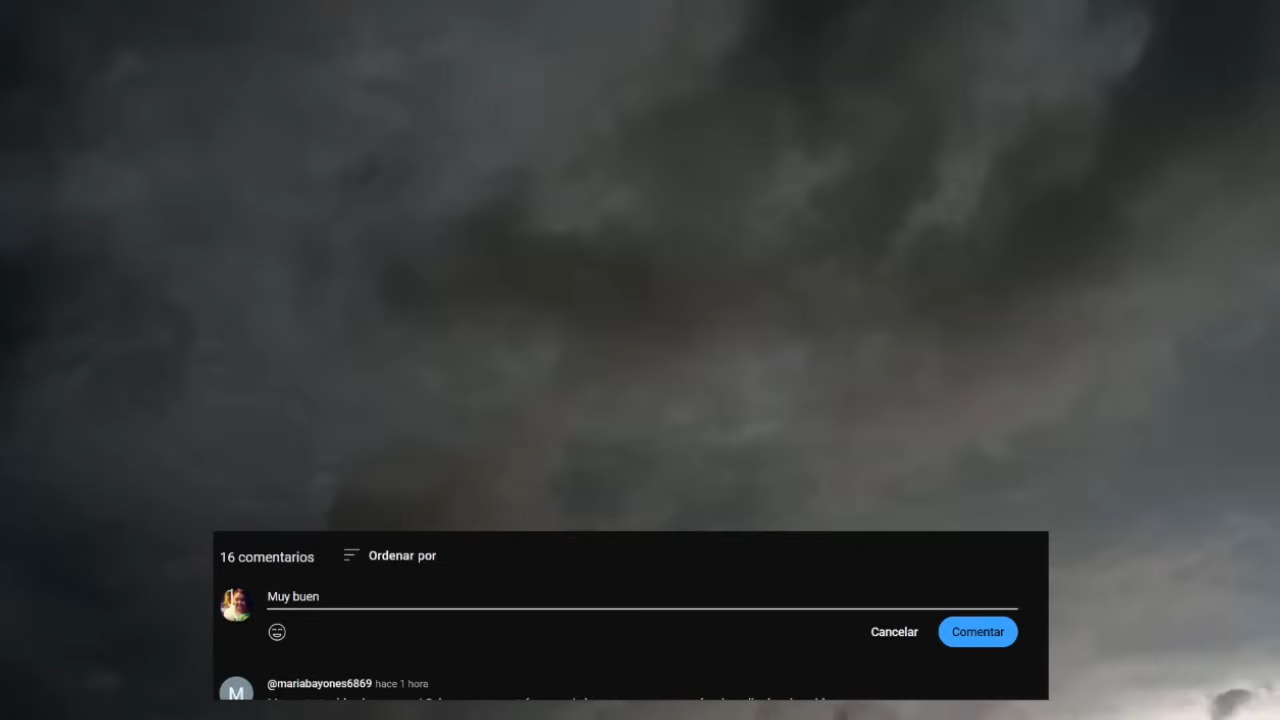 16 comentarios
Ordenar por
Muy buen
Cancelar
Comentar
M
@mariabayones6869 hace 1 hora